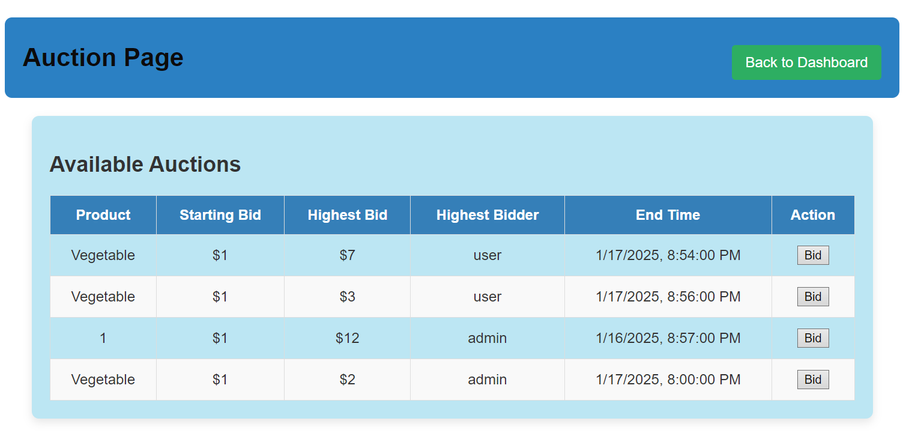 Auction Page
Back to Dashboard
Available Auctions
Product Starting Bid Highest Bid Highest Bidder End Time Action
Vegetable $1 $7 user 1/17/2025, 8:54:00 PM Bid
Vegetable $1 $3 user 1/17/2025, 8:56:00 PM Bid
1 $1 $12 admin 1/16/2025, 8:57:00 PM Bid
Vegetable $1 $2 admin 1/17/2025, 8:00:00 PM Bid